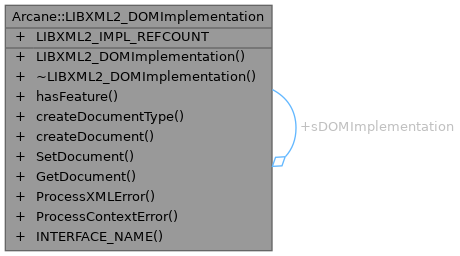 Arcane::LIBXML2_DOMImplementation
+ LIBXML2_IMPL_REFCOUNT
+ LIBXML2_DOMImplementation()
+ ~LIBXML2_DOMImplementation()
+ hasFeature()
+ createDocumentType()
+ createDocument()
+ SetDocument()
+ GetDocument()
+ ProcessXMLError()
+ ProcessContextError()
+ INTERFACE_NAME()
+sDOMImplementation